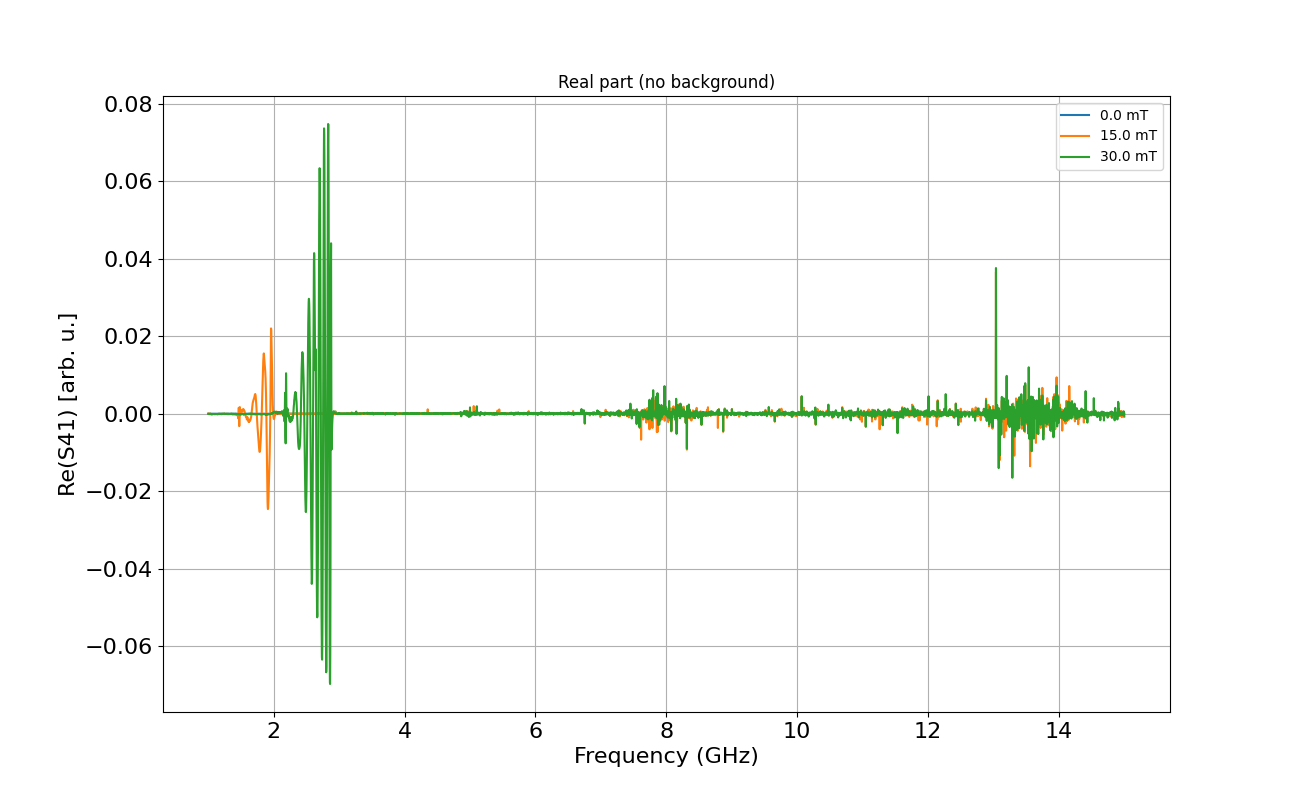 Real part (no background)
0.0 mT
15.0 mT
30.0 mT
Re(S41) [arb. u.]
0.08
0.06
0.04
0.02
0.00
−0.02
−0.04
−0.06
2 4 6 8 10 12 14
Frequency (GHz)